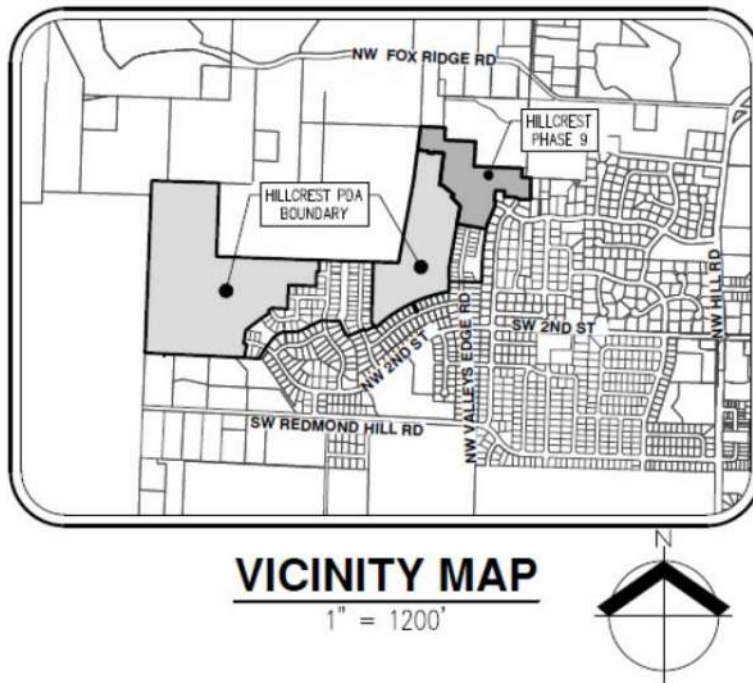 NW FOX RIDGE RD
HILLCREST
PHASE 9
HILLCREST PDA
BOUNDARY
NW HILL RD
SW 2ND ST
NW 2ND ST
NW VALLEYS EDGE RD
SW REDMOND HILL RD
VICINITY MAP
1" = 1200'
N